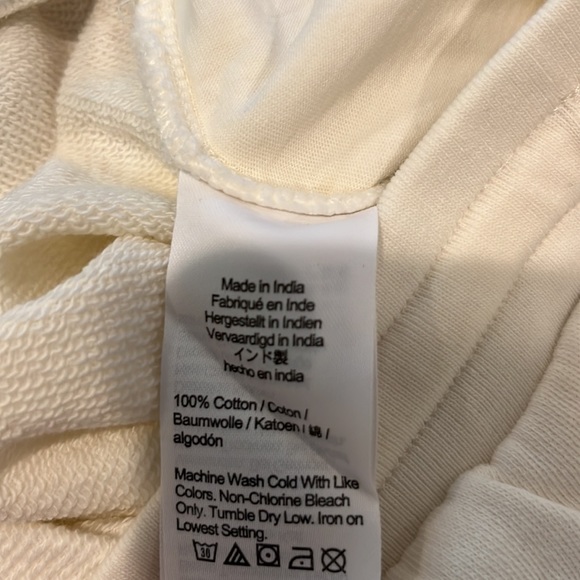 Made in India
Fabriqué en Inde
Hergestellt in Indien
Vervaardigd in India
インド製
hecho en india
100% Cotton / Coton /
Baumwolle / Katoen / 綿 /
algodón
Machine Wash Cold With Like
Colors. Non-Chlorine Bleach
Only. Tumble Dry Low. Iron on
Lowest Setting.
30